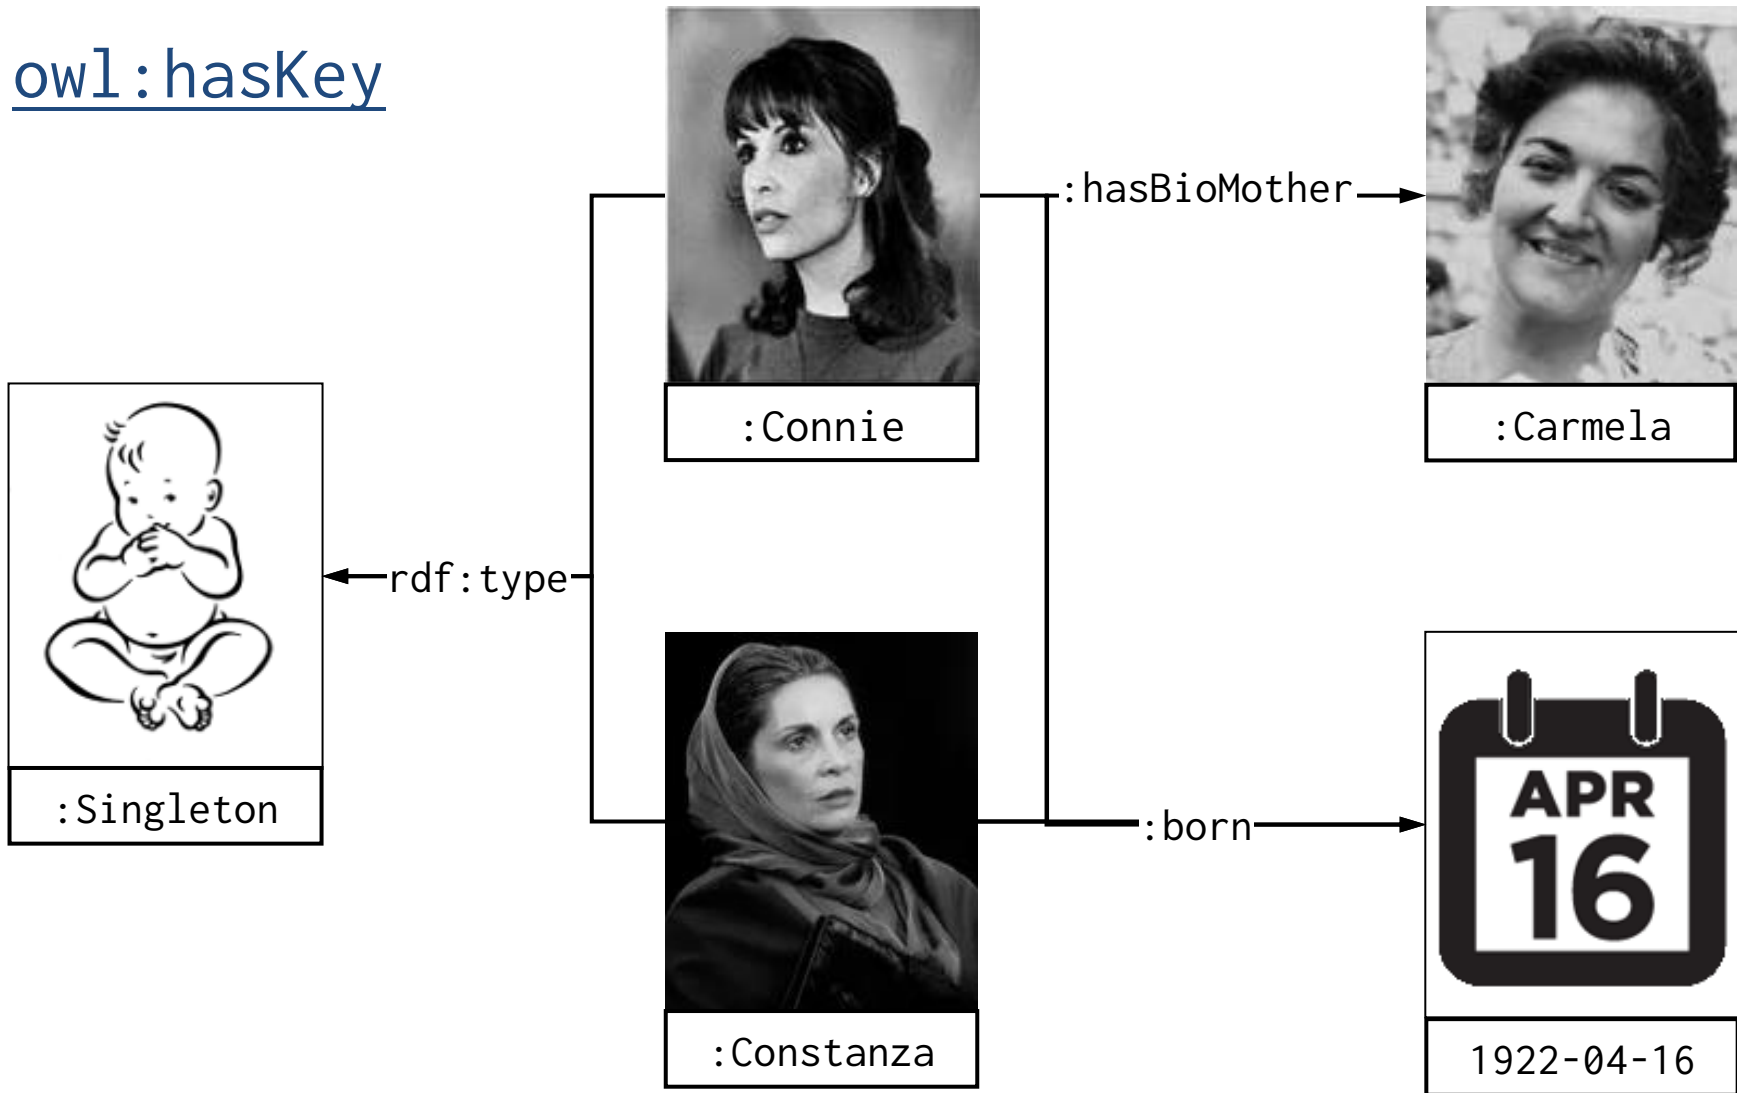 owl:hasKey
:hasBioMother
:Connie
:Carmela
rdf:type
:Singleton
:born
APR
16
:Constanza
1922-04-16